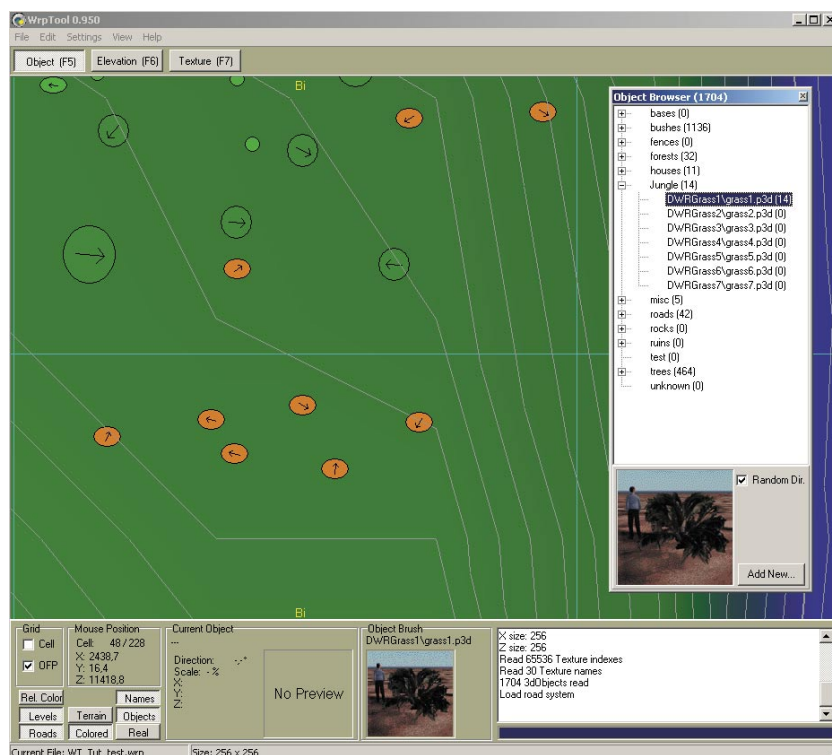 WrpTool 0.950
File Edit Settings View Help
Object (F5) Elevation (F6) Texture (F7)
Bi
Object Browser (1704)
bases (0)
bushes (1136)
fences (0)
forests (32)
houses (11)
Jungle (14)
DWRGrass1\grass1.p3d (14)
DWRGrass2\grass2.p3d (0)
DWRGrass3\grass3.p3d (0)
DWRGrass4\grass4.p3d (0)
DWRGrass5\grass5.p3d (0)
DWRGrass6\grass6.p3d (0)
DWRGrass7\grass7.p3d (0)
misc (5)
roads (42)
rocks (0)
ruins (0)
test (0)
trees (464)
unknown (0)
Random Dir.
Add New...
Bi
Grid
Cell
OFP
Mouse Position
Cell: 48 / 228
X: 2438,7
Y: 16,4
Z: 11418,8
Rel. Color Names
Levels Terrain Objects
Roads Colored Real
Current Object
---
Direction: -,-°
Scale: - %
X:
Y:
Z:
No Preview
Object Brush
DWRGrass1\grass1.p3d
X size: 256
Z size: 256
Read 65536 Texture indexes
Read 30 Texture names
1704 3dObjects read
Load road system
Current File: WT_Tut_test.wrp Size: 256 x 256